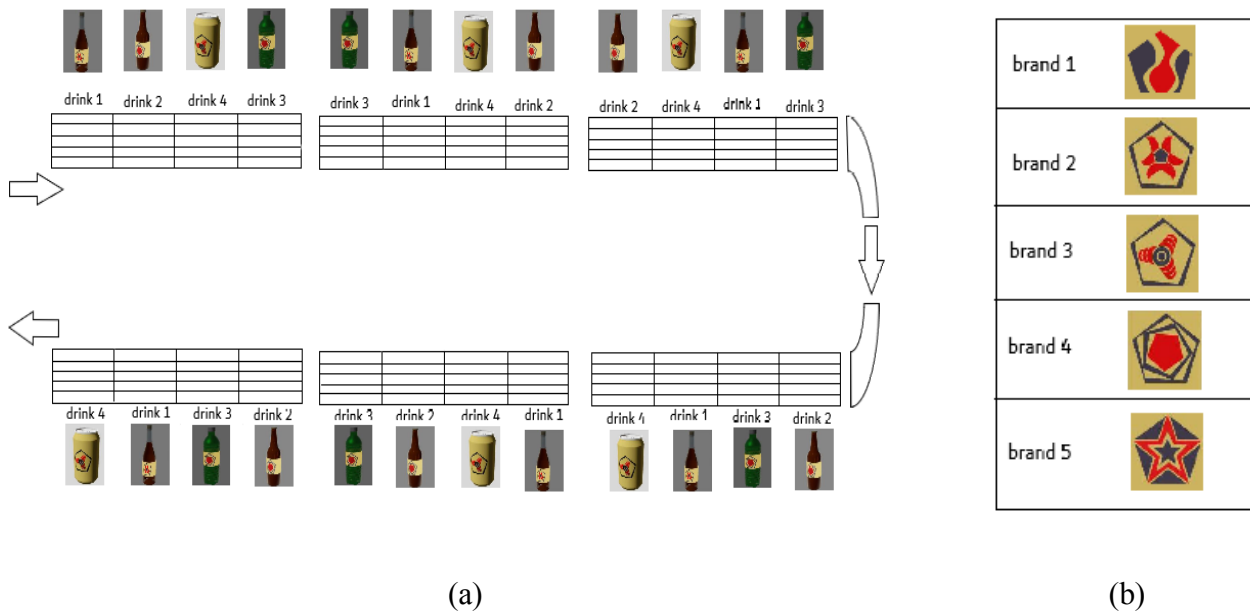 drink 1 drink 2 drink 4 drink 3
drink 3 drink 1 drink 4 drink 2
drink 2 drink 4 drink 1 drink 3
drink 4 drink 1 drink 3 drink 2
drink 3 drink 2 drink 4 drink 1
drink 4 drink 1 drink 3 drink 2
(a)
brand 1
brand 2
brand 3
brand 4
brand 5
(b)